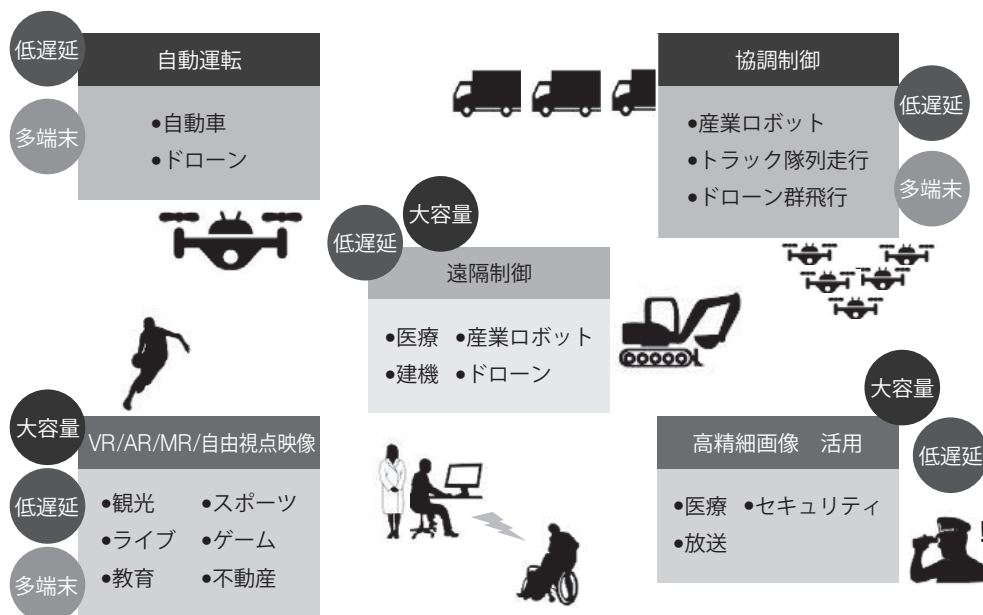 低遅延
多端末
自動運転
●自動車
●ドローン
協調制御
●産業ロボット
●トラック隊列走行
●ドローン群飛行
低遅延
多端末
大容量
低遅延
遠隔制御
●医療 ●産業ロボット
●建機 ●ドローン
大容量
低遅延
多端末
VR/AR/MR/自由視点映像
●観光 ●スポーツ
●ライブ ●ゲーム
●教育 ●不動産
大容量
低遅延
高精細画像 活用
●医療 ●セキュリティ
●放送
!